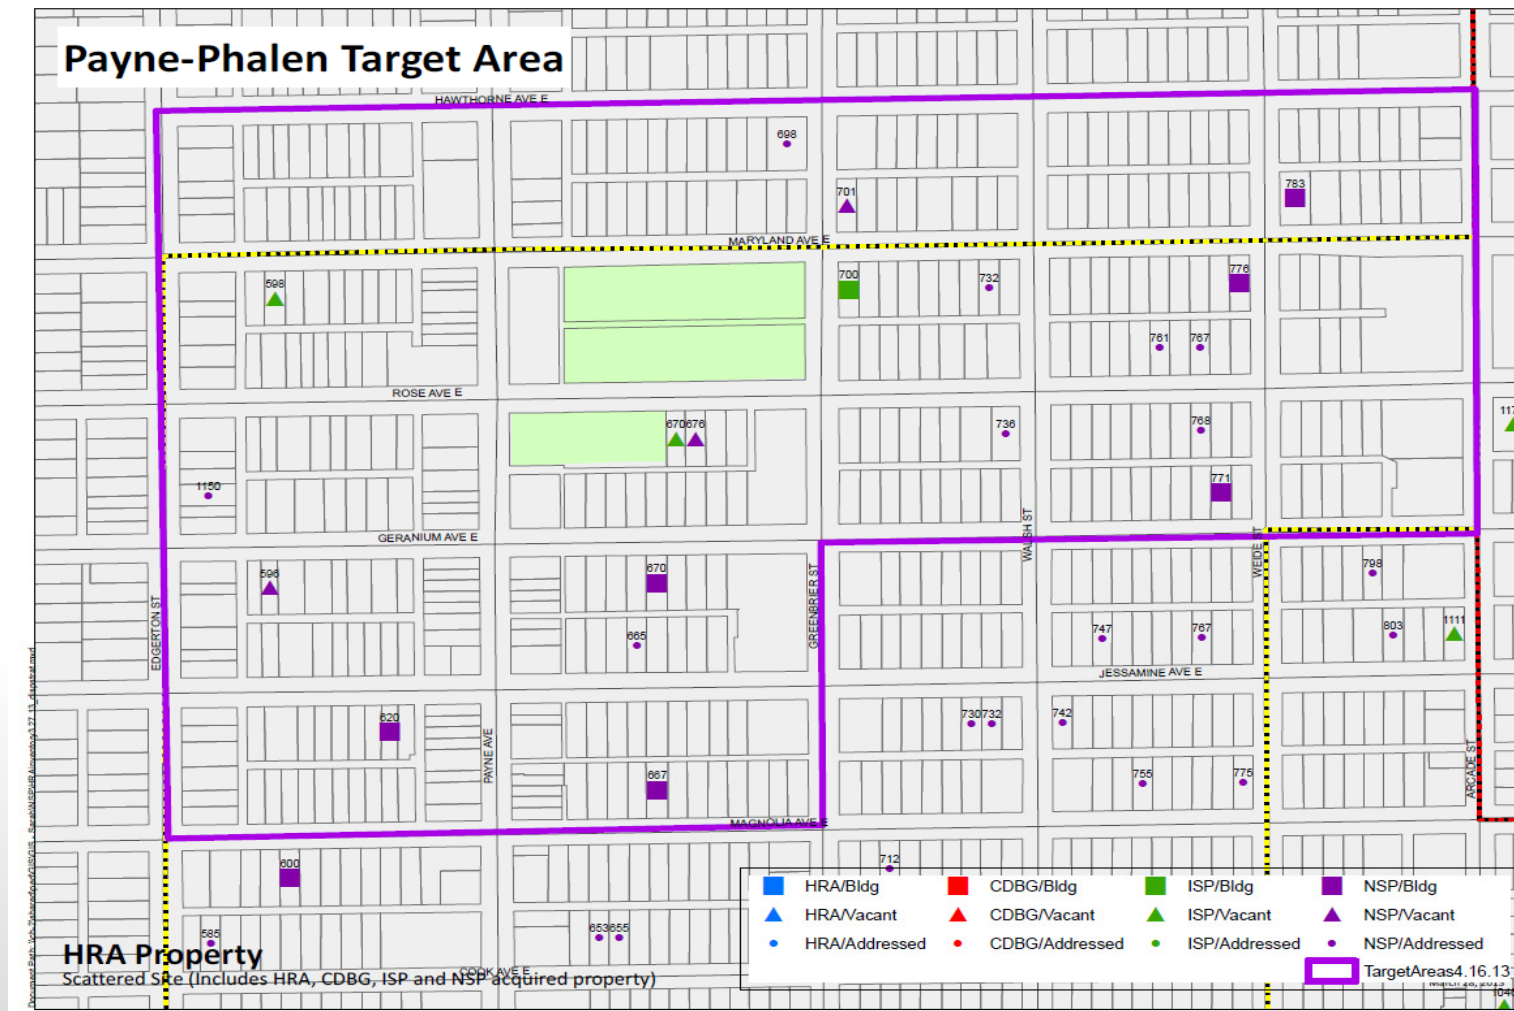 Payne-Phalen Target Area
HAWTHORNE AVE E
698
701
783
MARYLAND AVE E
598
700
732
776
761
767
ROSE AVE E
670
676
736
768
117
1150
771
GERANIUM AVE E
WALSH ST
WEIDE ST
596
670
GREENBRIER ST
798
EDGERTON ST
665
747
767
803
1111
JESSAMINE AVE E
620
730
732
742
PAYNE AVE
667
755
775
ARCADE ST
MAGNOLIA AVE E
600
712
585
653
655
HRA Property
COOK AVE E
Scattered Site (Includes HRA, CDBG, ISP and NSP acquired property)
HRA/Bldg
CDBG/Bldg
ISP/Bldg
NSP/Bldg
HRA/Vacant
CDBG/Vacant
ISP/Vacant
NSP/Vacant
HRA/Addressed
CDBG/Addressed
ISP/Addressed
NSP/Addressed
TargetAreas4.16.13